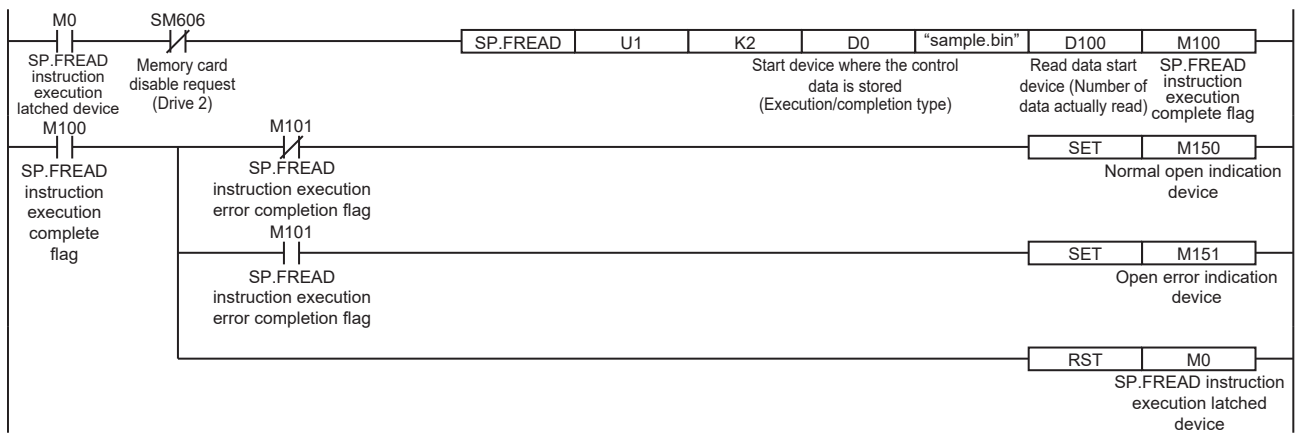 M0 SM606
SP.FREAD U1 K2 D0 “sample.bin” D100 M100
SP.FREAD
instruction
execution
latched device
Memory card
disable request
(Drive 2)
Start device where the control
data is stored
(Execution/completion type)
Read data start
device (Number of
data actually read)
SP.FREAD
instruction
execution
complete flag
M100 M101
SET M150
SP.FREAD
instruction
execution
complete
flag
SP.FREAD
instruction execution
error completion flag
Normal open indication
device
M101
SET M151
SP.FREAD
instruction execution
error completion flag
Open error indication
device
RST M0
SP.FREAD instruction
execution latched
device